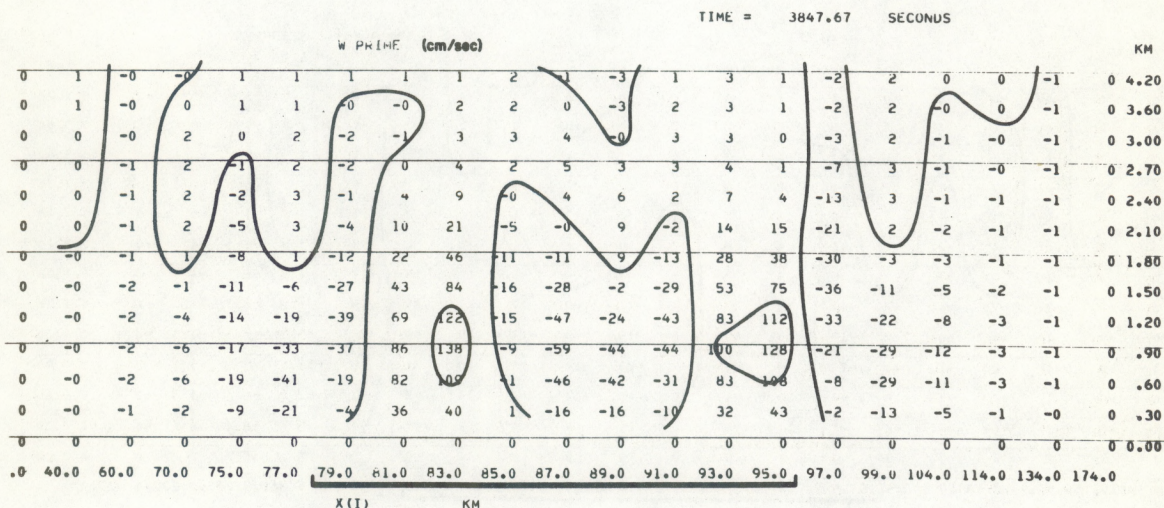 TIME = 3847.67 SECONDS
W PRIME (cm/sec)
KM
0 1 -0 -0 1 1 1 1 1 2 -1 -3 1 3 1 -2 2 0 0 -1 0 4.20
0 1 -0 0 1 1 -0 -0 2 2 0 -3 2 3 1 -2 2 -0 0 -1 0 3.60
0 0 -0 2 0 2 -2 -1 3 3 4 -0 3 3 0 -3 2 -1 -0 -1 0 3.00
0 0 -1 2 -1 2 -2 0 4 2 5 3 3 4 1 -7 3 -1 -0 -1 0 2.70
0 0 -1 2 -2 3 -1 4 9 -0 4 6 2 7 4 -13 3 -1 -1 -1 0 2.40
0 0 -1 2 -5 3 -4 10 21 -5 -0 9 -2 14 15 -21 2 -2 -1 -1 0 2.10
0 -0 -1 1 -8 1 -12 22 46 -11 -11 9 -13 28 38 -30 -3 -3 -1 -1 0 1.80
0 -0 -2 -1 -11 -6 -27 43 84 -16 -28 -2 -29 53 75 -36 -11 -5 -2 -1 0 1.50
0 -0 -2 -4 -14 -19 -39 69 122 -15 -47 -24 -43 83 112 -33 -22 -8 -3 -1 0 1.20
0 -0 -2 -6 -17 -33 -37 86 138 -9 -59 -44 -44 100 128 -21 -29 -12 -3 -1 0 .90
0 -0 -2 -6 -19 -41 -19 82 109 -46 -42 -31 83 108 -8 -29 -11 -3 -1 0 .60
0 -0 -1 -2 -9 -21 -4 36 40 1 -16 -16 -10 32 43 -2 -13 -5 -1 -0 0 .30
0 0 0 0 0 0 0 0 0 0 0 0 0 0 0 0 0 0 0 0 0 0.00
.0 40.0 60.0 70.0 75.0 77.0 79.0 81.0 83.0 85.0 87.0 89.0 91.0 93.0 95.0 97.0 99.0 104.0 114.0 134.0 174.0
X(I) KM